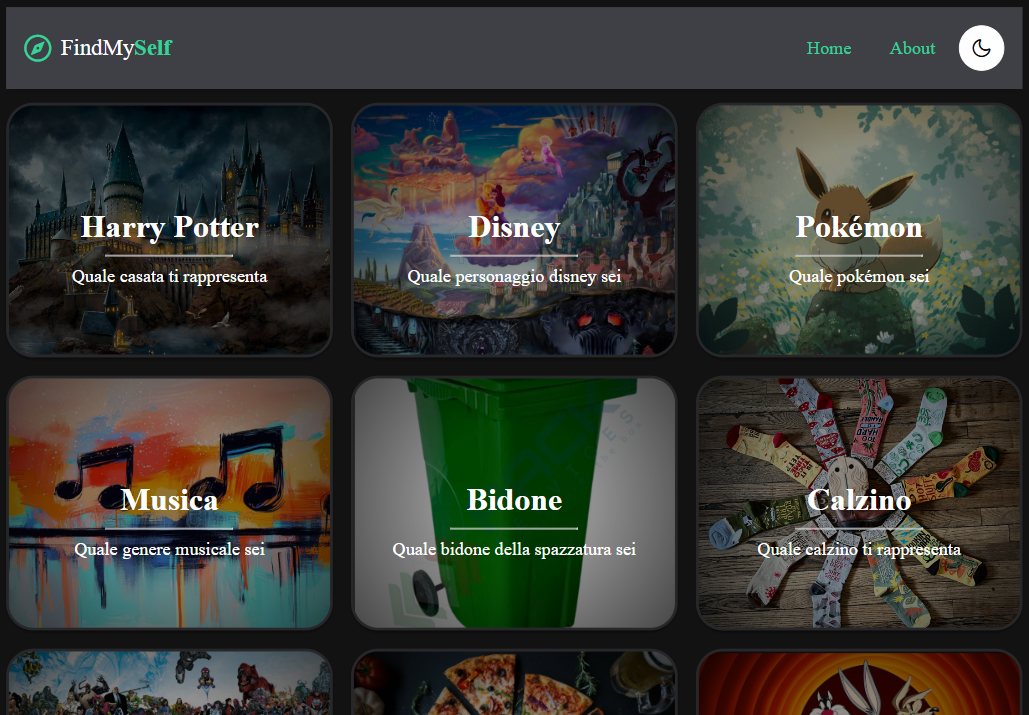 FindMySelf
Home
About
Harry Potter
Quale casata ti rappresenta
Disney
Quale personaggio disney sei
Pokémon
Quale pokémon sei
Musica
Quale genere musicale sei
Bidone
Quale bidone della spazzatura sei
Calzino
Quale calzino ti rappresenta